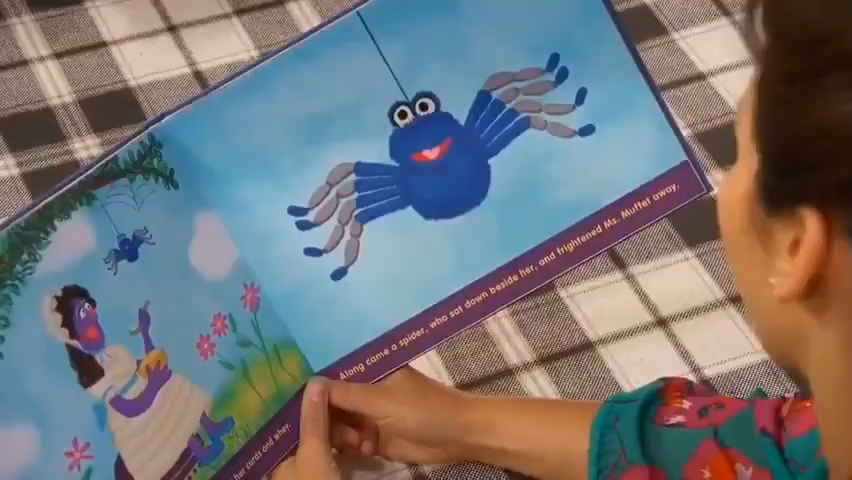 her curds and whey.
Along came a spider, who sat down beside her, and frightened Ms. Muffet away.